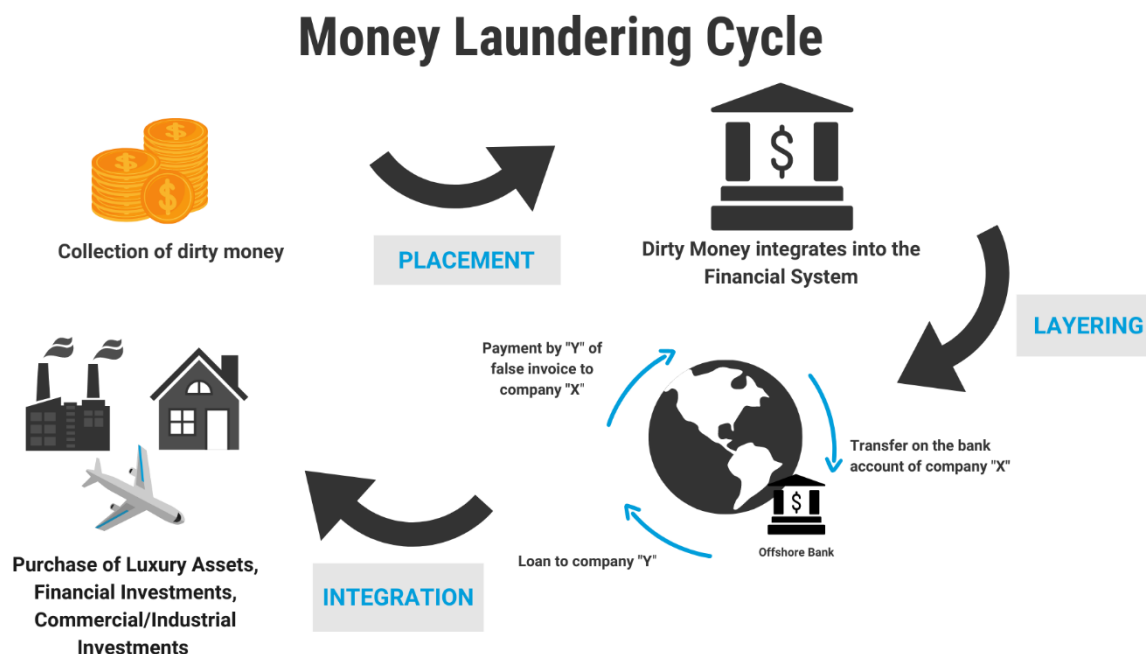 Money Laundering Cycle
Collection of dirty money
PLACEMENT
Dirty Money integrates into the
Financial System
LAYERING
Payment by "Y" of
false invoice to
company "X"
Transfer on the bank
account of company "X"
Offshore Bank
Loan to company "Y"
INTEGRATION
Purchase of Luxury Assets,
Financial Investments,
Commercial/Industrial
Investments